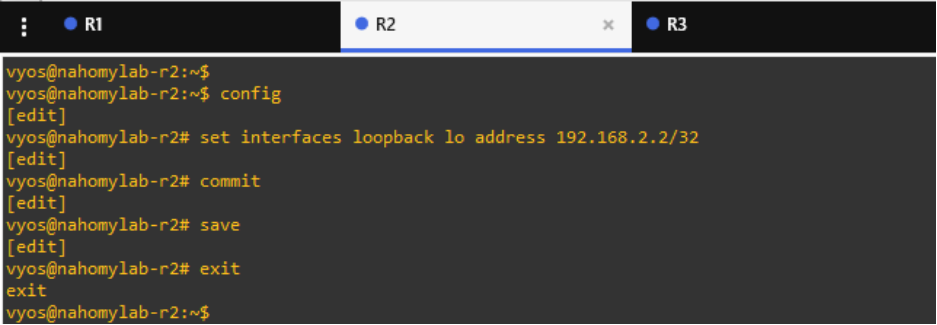 R1
R2
R3
vyos@nahomylab-r2:~$
vyos@nahomylab-r2:~$ config
[edit]
vyos@nahomylab-r2# set interfaces loopback lo address 192.168.2.2/32
[edit]
vyos@nahomylab-r2# commit
[edit]
vyos@nahomylab-r2# save
[edit]
vyos@nahomylab-r2# exit
exit
vyos@nahomylab-r2:~$